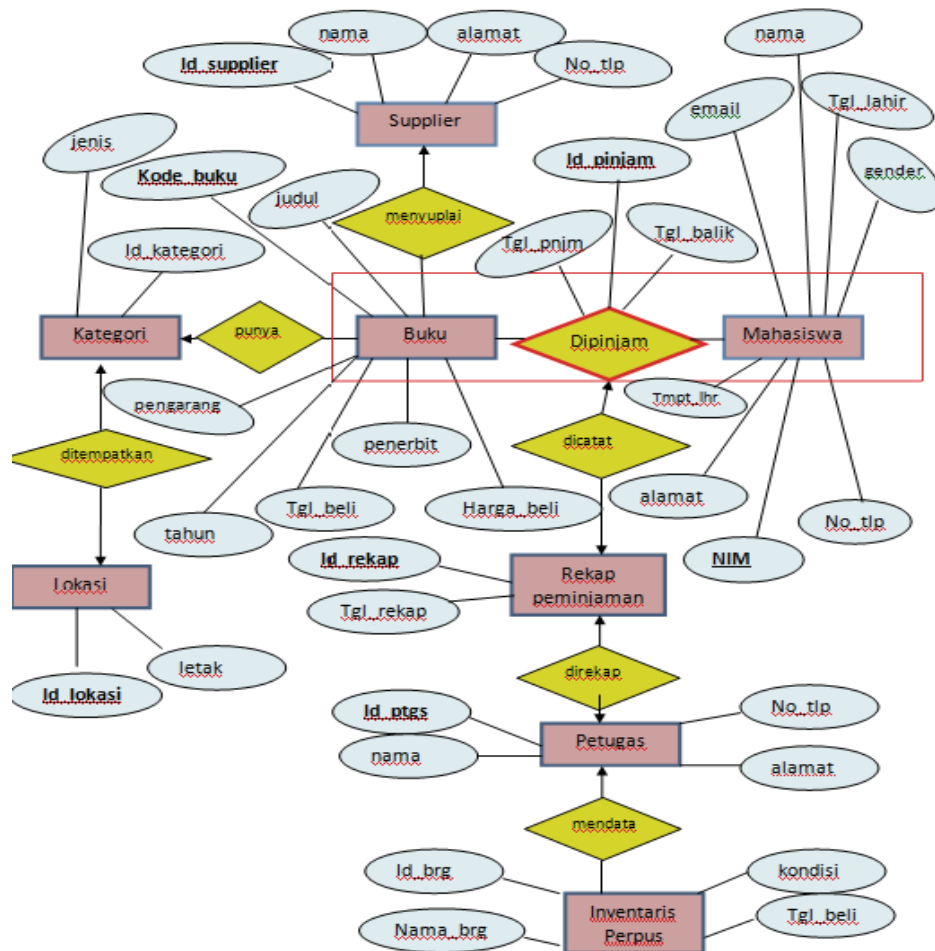 nama
alamat
nama
Id_supplier
No_tlp
email
Tgl_lahir
Supplier
jenis
Id_pinjam
gender
Kode_buku
judul
menyuplai
Tgl_pnjm
Tgl_balik
Id_kategori
Kategori
punya
Buku
Dipinjam
Mahasiswa
pengarang
Tmpt_lhr
penerbit
dicatat
ditempatkan
alamat
Tgl_beli
Harga_beli
No_tlp
tahun
Id_rekap
NIM
Lokasi
Rekap
peminjaman
Tgl_rekap
letak
direkap
Id_lokasi
Id_ptgs
No_tlp
Petugas
nama
alamat
mendata
Id_brg
kondisi
Inventaris
Perpus
Tgl_beli
Nama_brg